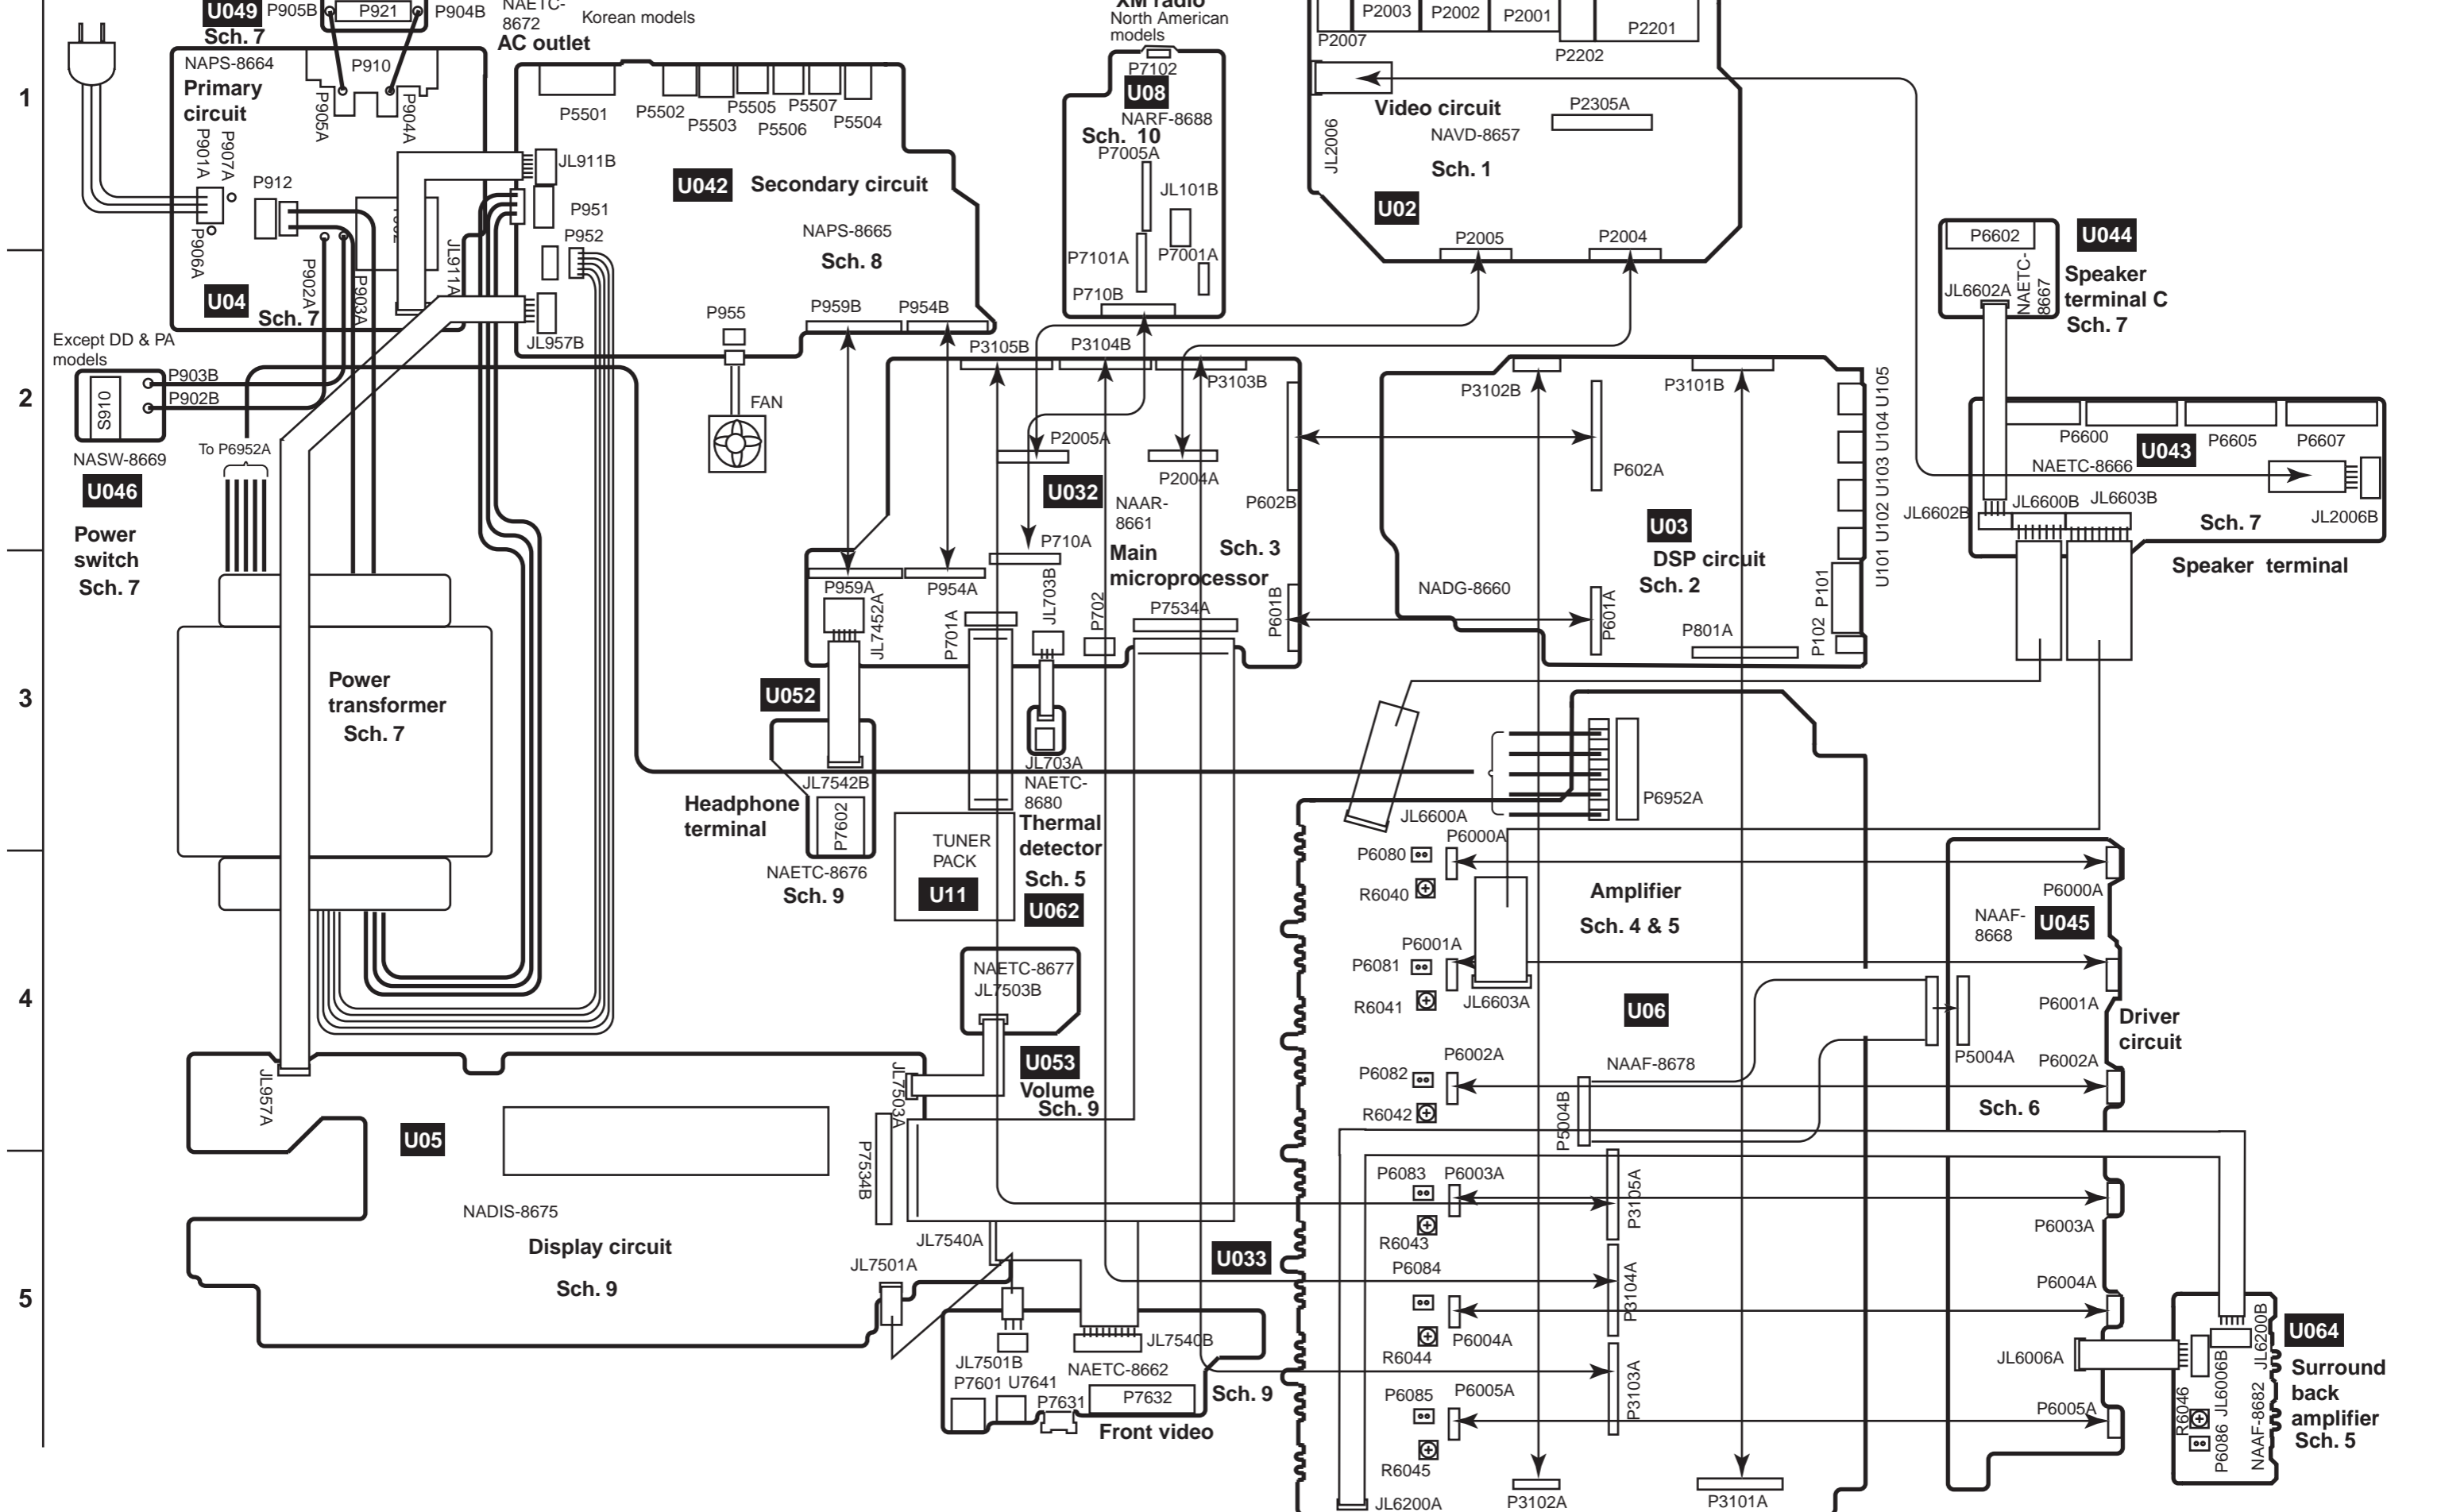 U049
P905B
P921
P904B
NAETC-
8672
Korean models
Sch. 7
AC outlet
NAPS-8664
P910
Primary
circuit
P905A
P904A
P901A
P907A
P912
P906A
P902A
P903A
JL911A
U04
Sch. 7
1
2
3
4
5
P5501
P5502
P5503
P5505
P5506
P5507
P5504
JL911B
P951
P952
U042
Secondary circuit
NAPS-8665
Sch. 8
P955
P959B
P954B
JL957B
FAN
XM radio
North American
models
P7102
U08
NARF-8688
Sch. 10
P7005A
JL101B
P7101A
P7001A
P710B
P2003
P2002
P2001
P2201
P2007
P2202
Video circuit
P2305A
NAVD-8657
JL2006
Sch. 1
U02
P2005
P2004
P6602
U044
JL6602A
NAETC-
8667
Speaker
terminal C
Sch. 7
Except DD & PA
models
P903B
P902B
S910
NASW-8669
U046
Power
switch
Sch. 7
To P6952A
Power
transformer
Sch. 7
P3105B
P3104B
P3103B
P2005A
P2004A
U032
NAAR-
8661
P602B
P710A
Main
microprocessor
Sch. 3
P959A
P954A
JL7452A
P701A
JL703B
P702
P7534A
P601B
P3102B
P3101B
P602A
U03
DSP circuit
Sch. 2
NADG-8660
P601A
P801A
P102
P101
U101 U102 U103 U104 U105
P6600
U043
P6605
P6607
NAETC-8666
JL6602B
JL6600B
JL6603B
Sch. 7
JL2006B
Speaker terminal
U052
JL7542B
Headphone
terminal
P7602
NAETC-8676
Sch. 9
JL703A
NAETC-
8680
Thermal
detector
Sch. 5
U062
TUNER
PACK
U11
NAETC-8677
JL7503B
U053
Volume
Sch. 9
JL957A
JL7503A
U05
P7534B
NADIS-8675
Display circuit
Sch. 9
JL7540A
JL7501A
U033
JL7501B
JL7540B
NAETC-8662
P7601
U7641
P7631
P7632
Sch. 9
Front video
JL6600A
P6952A
P6000A
P6080
R6040
Amplifier
Sch. 4 & 5
P6001A
P6081
R6041
JL6603A
U06
P6002A
P6082
R6042
NAAF-8678
P5004B
P6083
P6003A
R6043
P3105A
P6084
P6004A
R6044
P3104A
P6085
P6005A
R6045
P3103A
JL6200A
P3102A
P3101A
P6000A
NAAF-
8668
U045
P6001A
Driver
circuit
P5004A
P6002A
Sch. 6
P6003A
P6004A
JL6006A
P6005A
R6046
P6086
JL6006B
JL6200B
NAAF-8682
U064
Surround
back
amplifier
Sch. 5